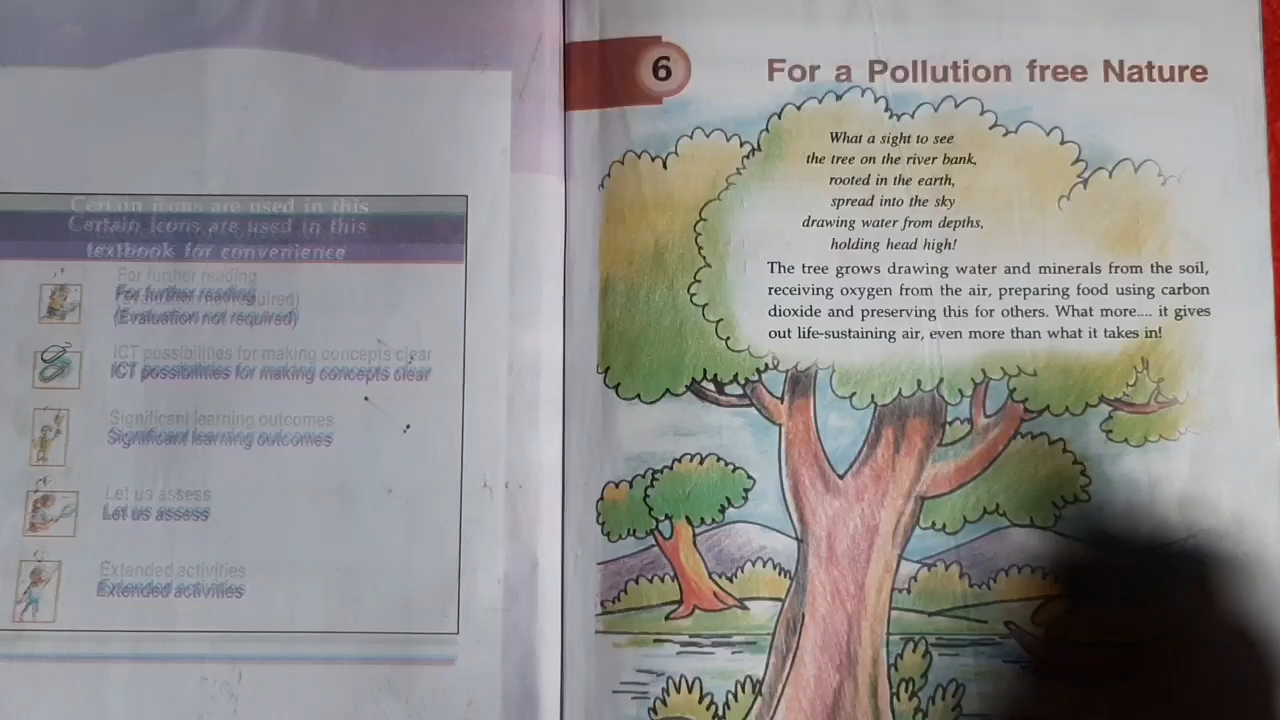 Certain icons are used in this
textbook for convenience
For further reading
(Evaluation not required)
ICT possibilities for making concepts clear
Significant learning outcomes
Let us assess
Extended activities
6
For a Pollution free Nature
What a sight to see
the tree on the river bank,
rooted in the earth,
spread into the sky
drawing water from depths,
holding head high!
The tree grows drawing water and minerals from the soil,
receiving oxygen from the air, preparing food using carbon
dioxide and preserving this for others. What more.... it gives
out life-sustaining air, even more than what it takes in!